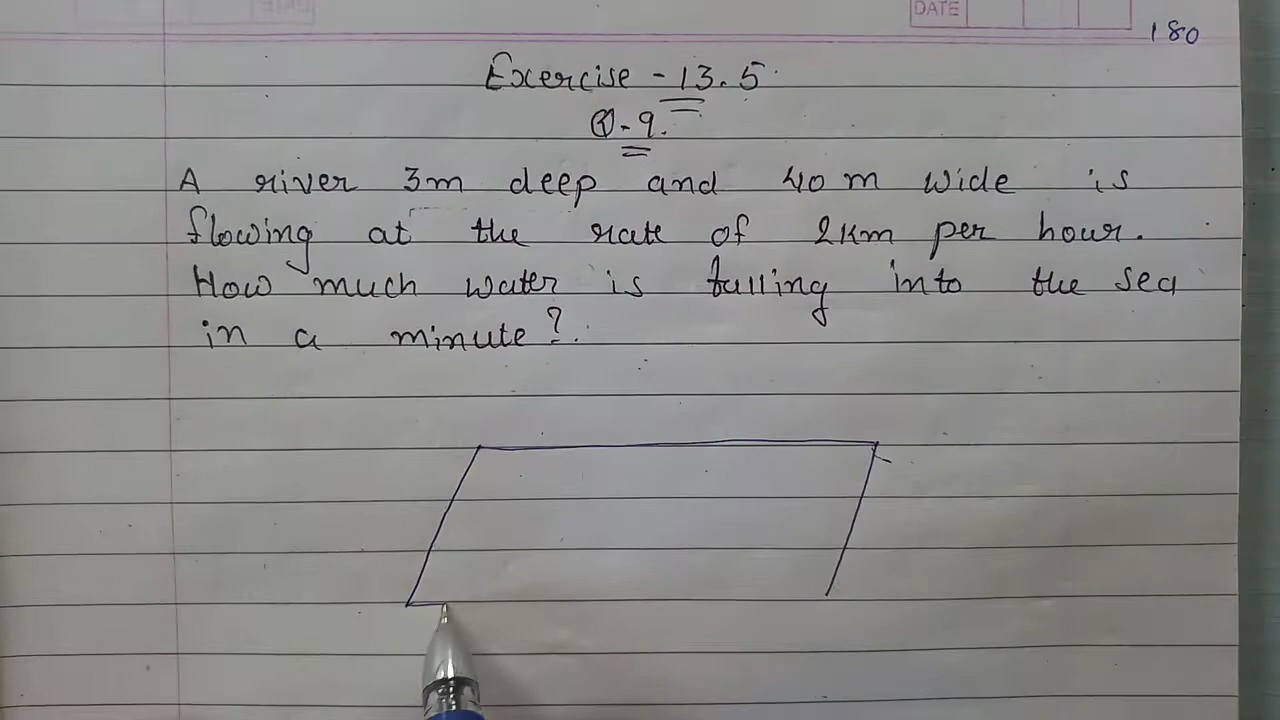 DATE
180
Exercise - 13.5
Q-9.
A river 3m deep and 40 m wide is
flowing at the rate of 2km per hour.
How much water is falling into the sea
in a minute?